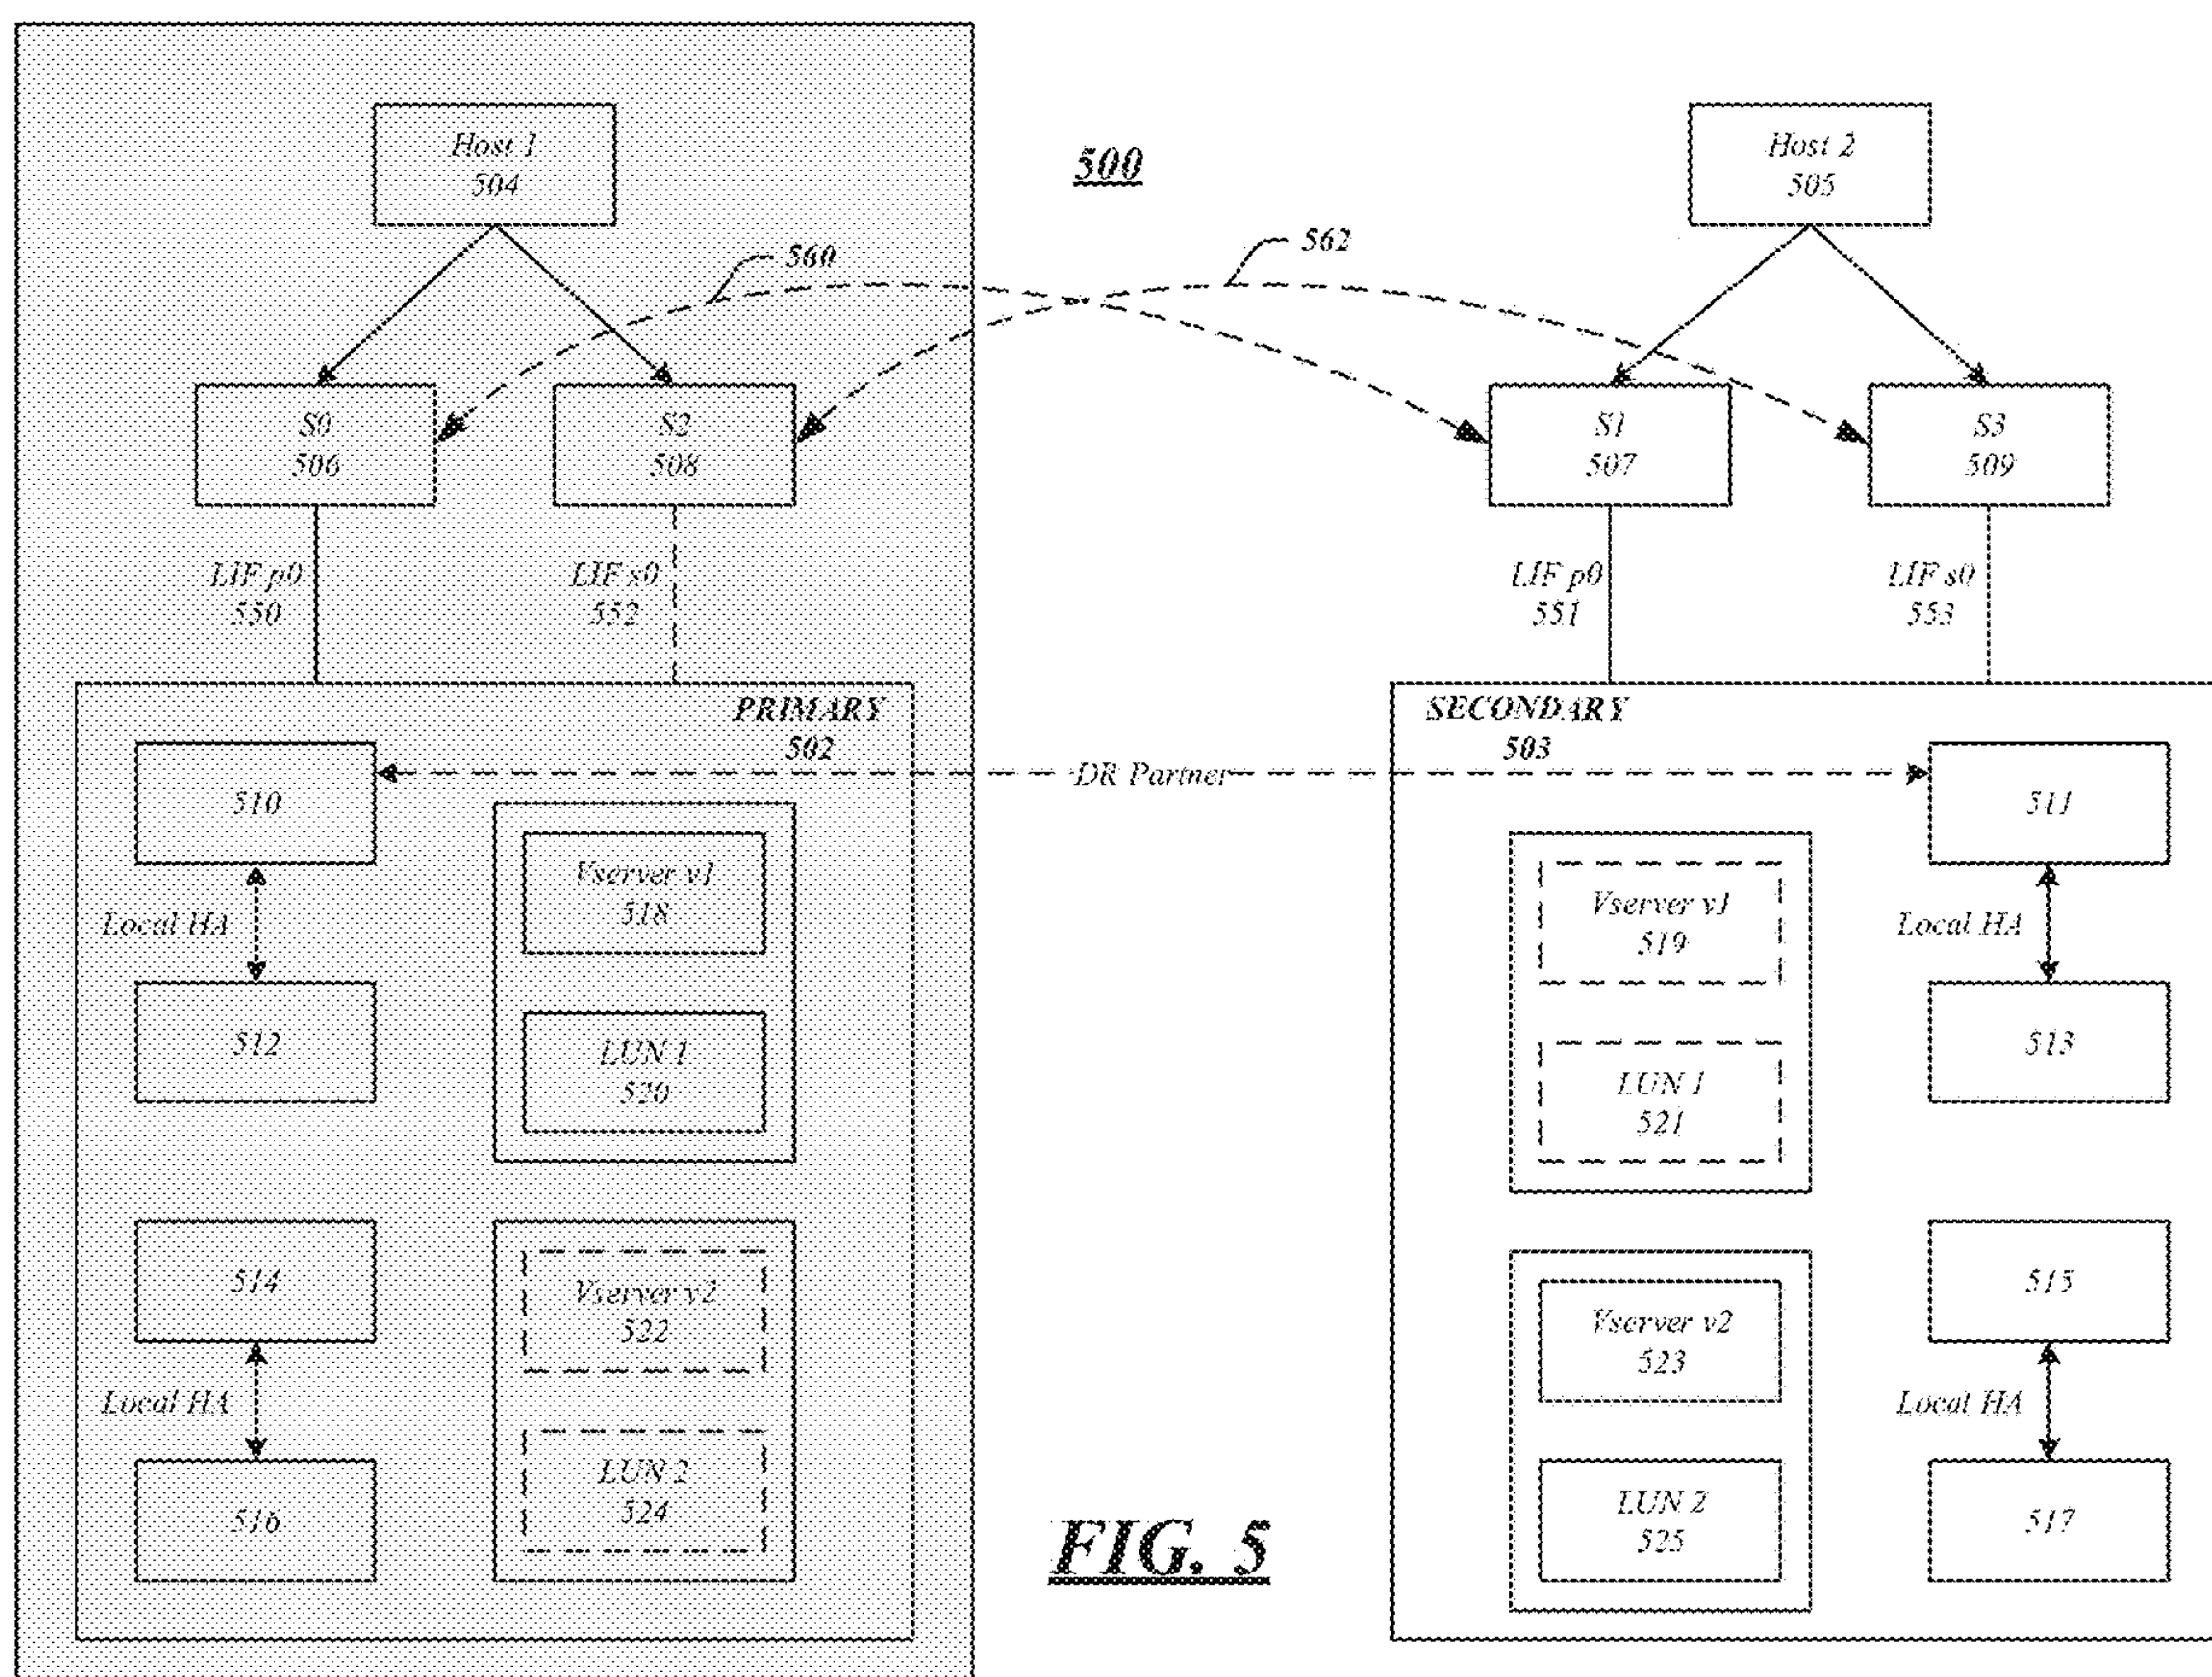 Host 1
504
500
Host 2
505
560
562
S0
506
S2
508
S1
507
S3
509
LIF p0
550
LIF s0
552
LIF p0
551
LIF s0
553
PRIMARY
502
SECONDARY
503
DR Partner
510
Local HA
512
514
Local HA
516
Vserver v1
518
LUN 1
520
Vserver v2
522
LUN 2
524
Vserver v1
519
LUN 1
521
Vserver v2
523
LUN 2
525
511
Local HA
513
515
Local HA
517
FIG. 5